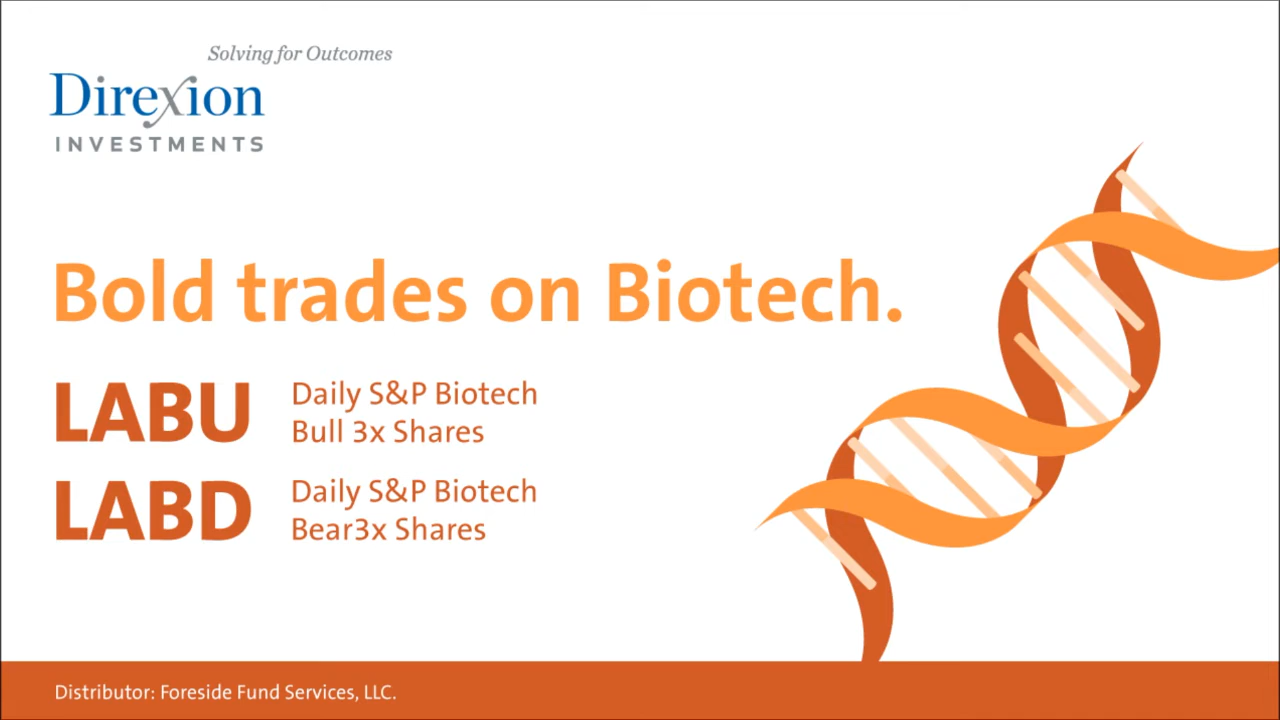 Solving for Outcomes
Direxion
INVESTMENTS
Bold trades on Biotech.
LABU
Daily S&P Biotech
Bull 3x Shares
LABD
Daily S&P Biotech
Bear3x Shares
Distributor: Foreside Fund Services, LLC.